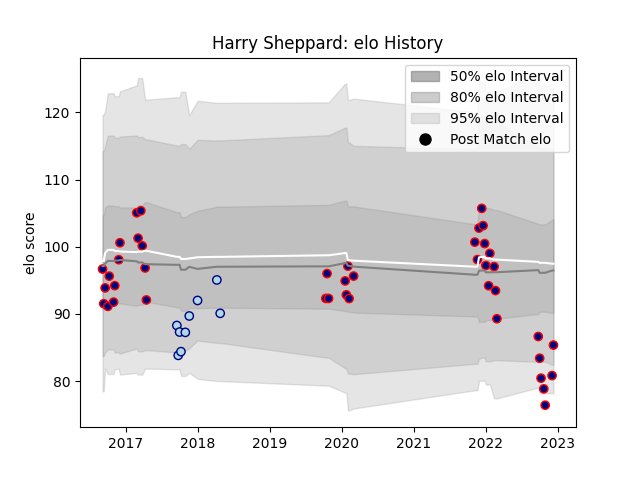 Harry Sheppard: elo History
50% elo Interval
80% elo Interval
95% elo Interval
Post Match elo
elo score
120
110
100
90
80
2017 2018 2019 2020 2021 2022 2023